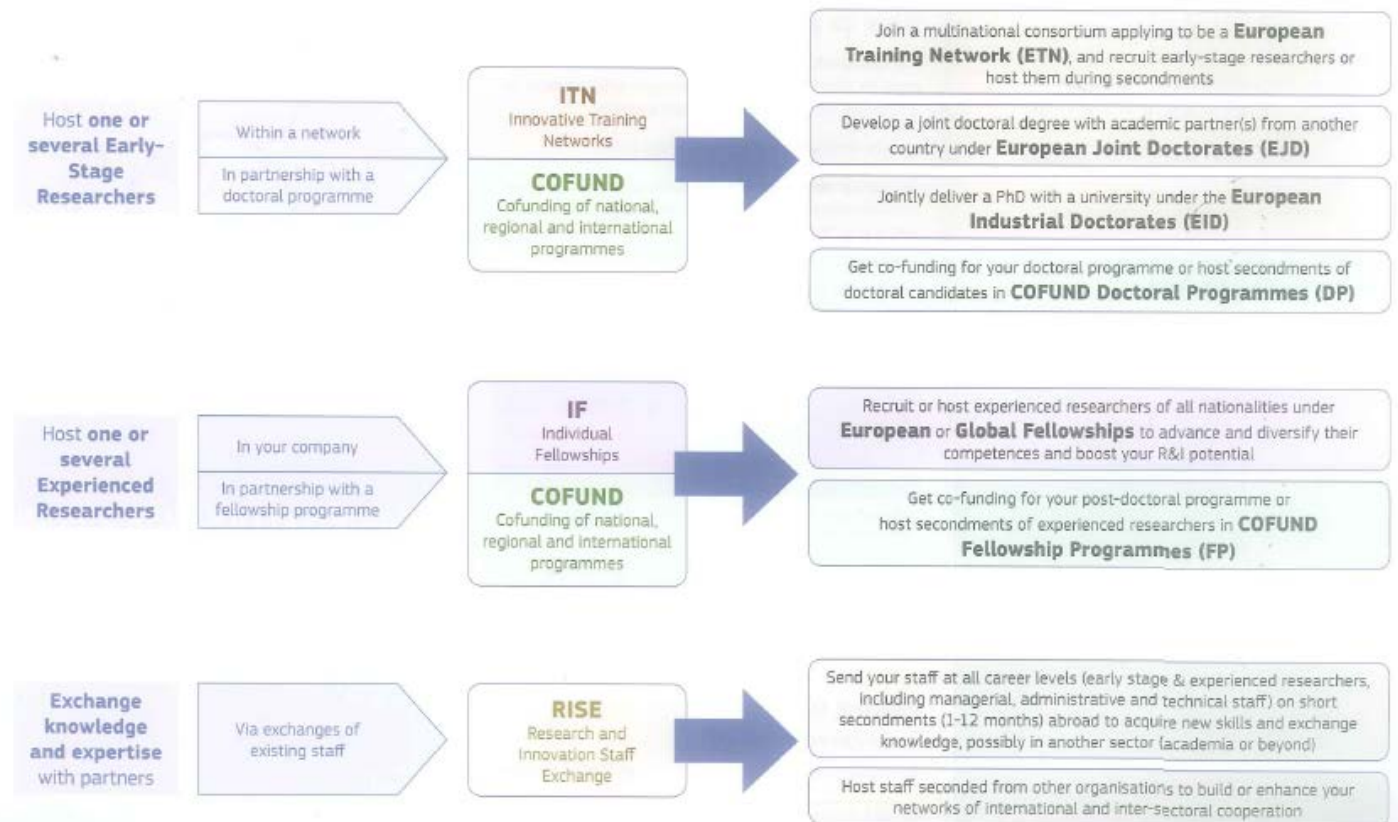 Host one or
several Early-
Stage
Researchers
Within a network
In partnership with a
doctoral programme
ITN
Innovative Training
Networks
COFUND
Cofunding of national,
regional and international
programmes
Join a multinational consortium applying to be a European
Training Network (ETN), and recruit early-stage researchers or
host them during secondments
Develop a joint doctoral degree with academic partner(s) from another
country under European Joint Doctorates (EJD)
Jointly deliver a PhD with a university under the European
Industrial Doctorates (EID)
Get co-funding for your doctoral programme or host secondments of
doctoral candidates in COFUND Doctoral Programmes (DP)
Host one or
several
Experienced
Researchers
In your company
In partnership with a
fellowship programme
IF
Individual
Fellowships
COFUND
Cofunding of national,
regional and international
programmes
Recruit or host experienced researchers of all nationalities under
European or Global Fellowships to advance and diversify their
competences and boost your R&I potential
Get co-funding for your post-doctoral programme or
host secondments of experienced researchers in COFUND
Fellowship Programmes (FP)
Exchange
knowledge
and expertise
with partners
Via exchanges of
existing staff
RISE
Research and
Innovation Staff
Exchange
Send your staff at all career levels (early stage & experienced researchers,
including managerial, administrative and technical staff) on short
secondments (1-12 months) abroad to acquire new skills and exchange
knowledge, possibly in another sector (academia or beyond)
Host staff seconded from other organisations to build or enhance your
networks of international and inter-sectoral cooperation